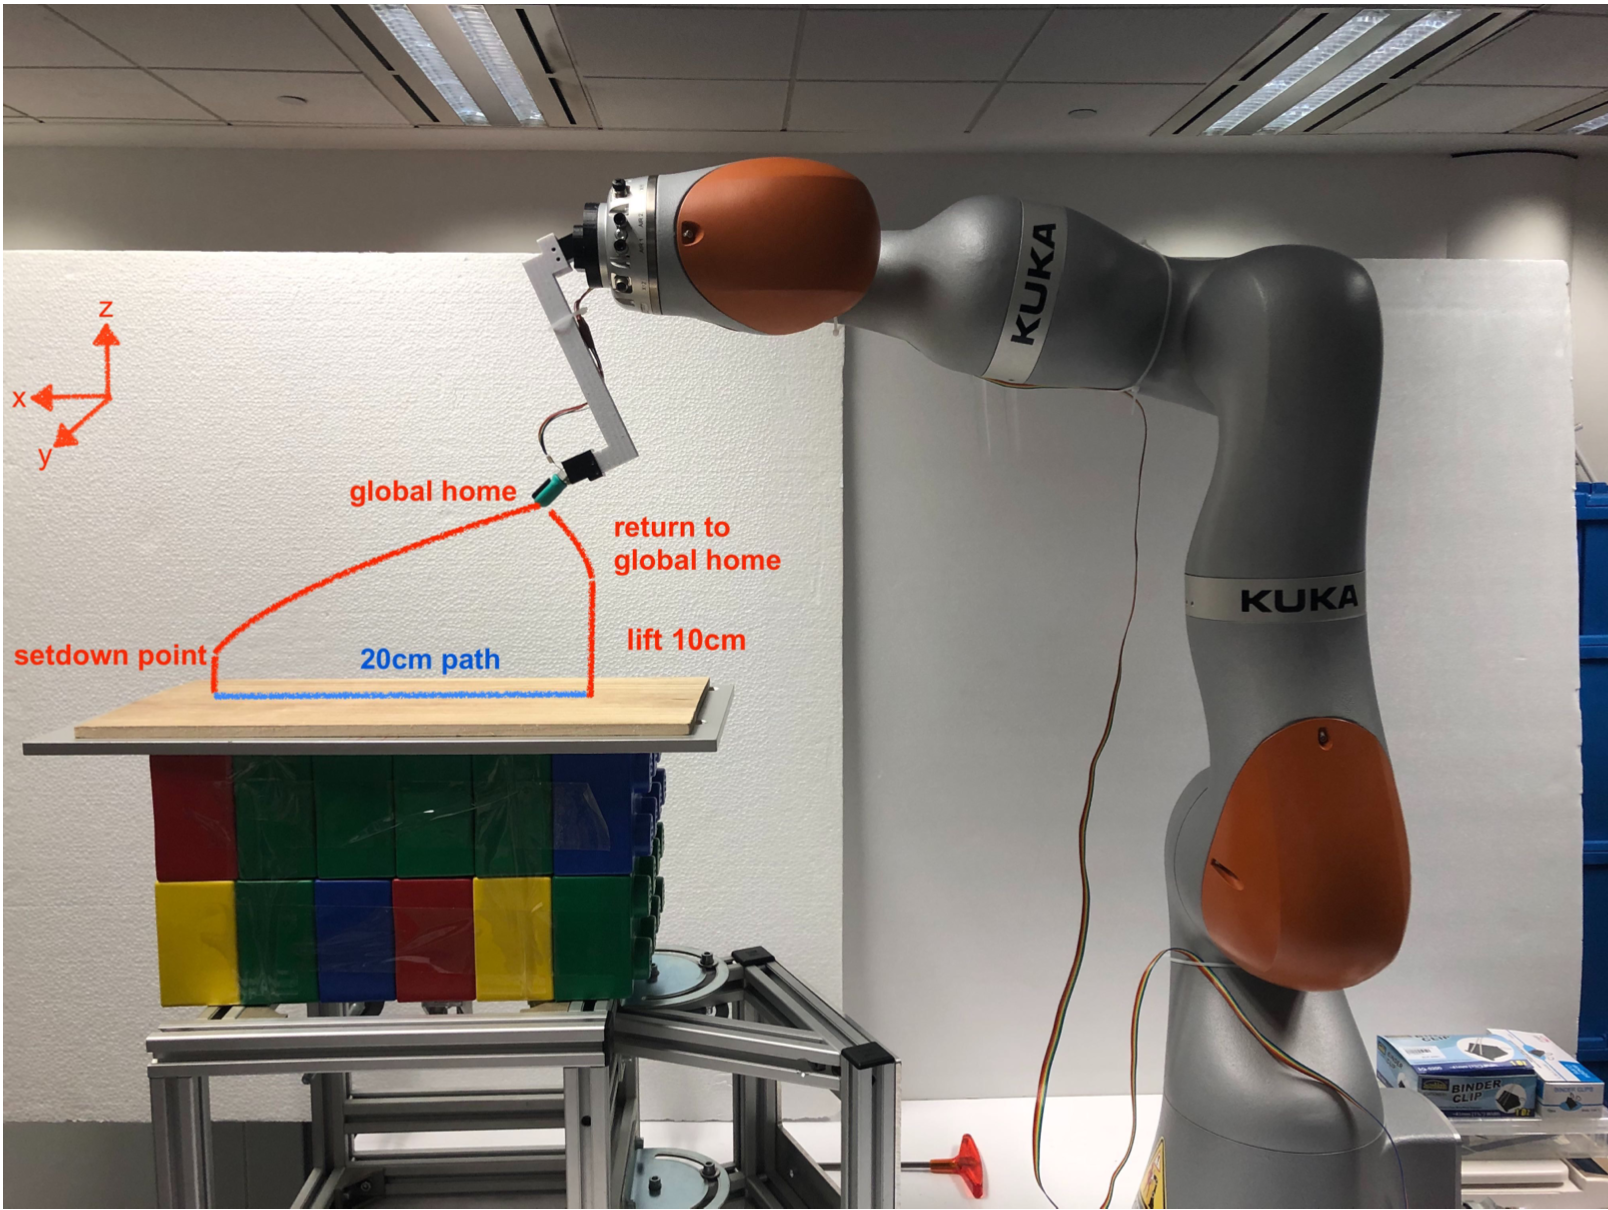 KUKA
z
x
y
global home
return to
global home
KUKA
lift 10cm
setdown point
20cm path
BINDER
CLIP